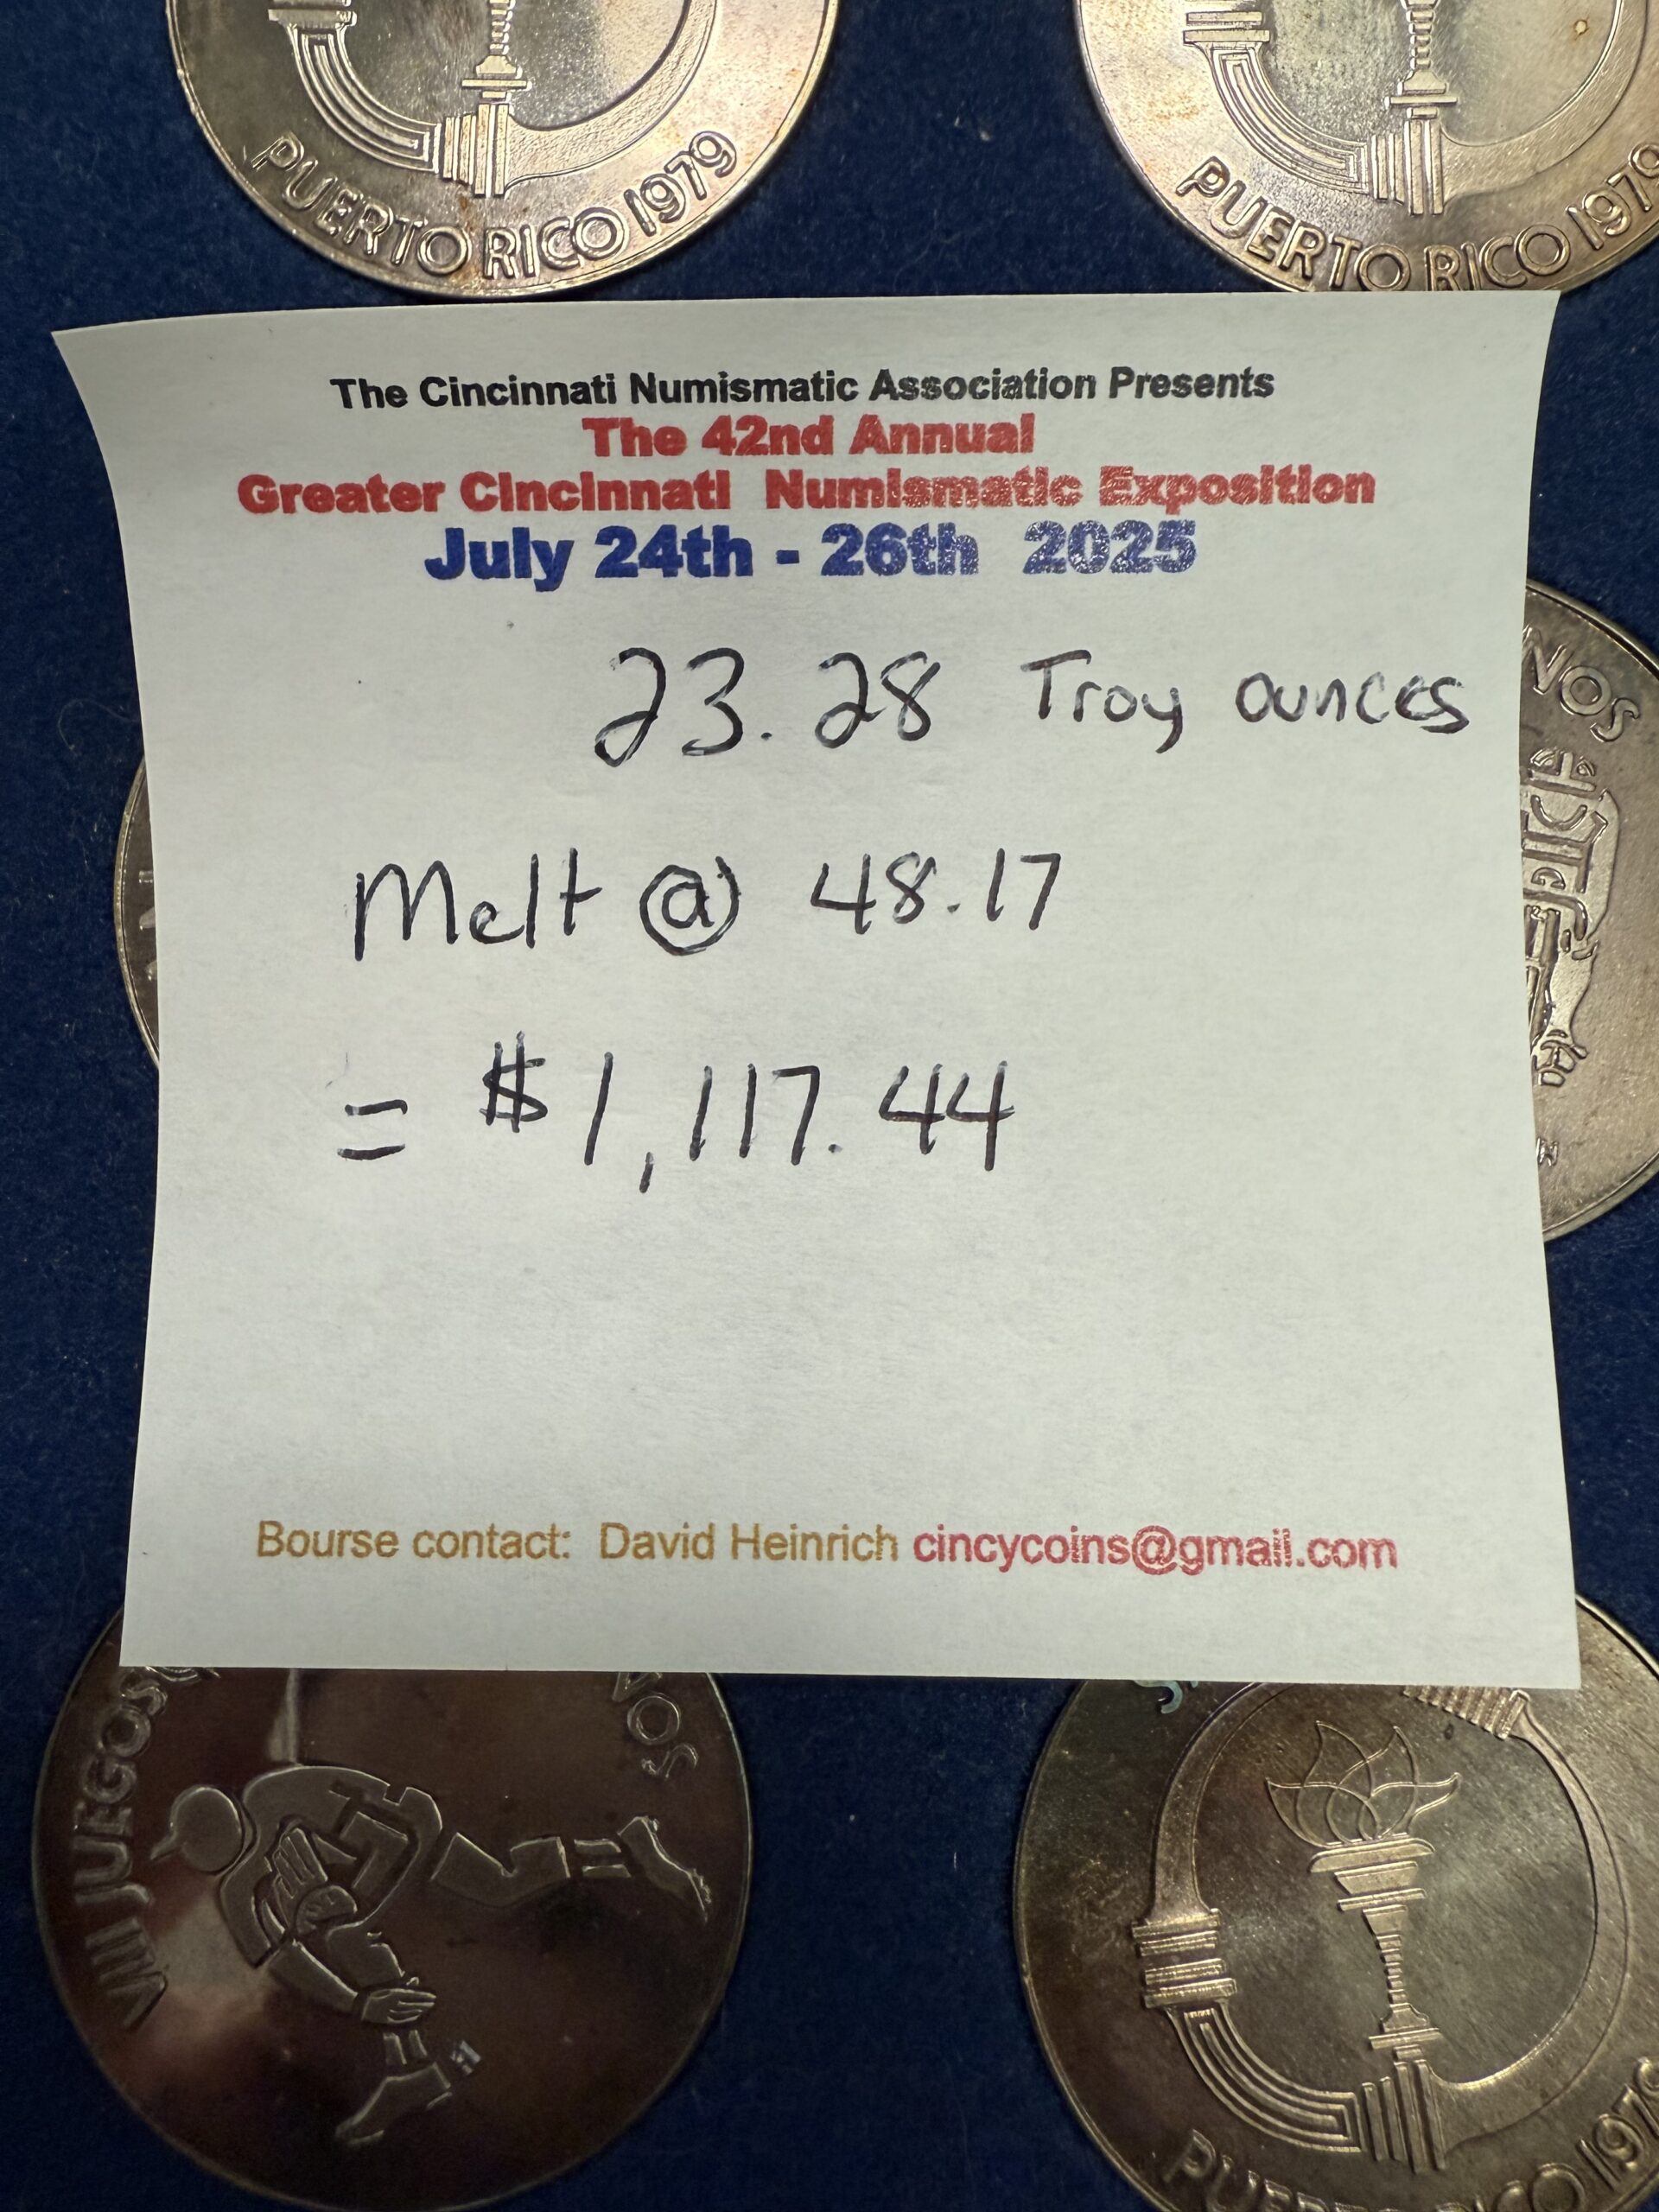 PUERTO RICO 1979
PUERTO RICO 1979
The Cincinnati Numismatic Association Presents
The 42nd Annual
Greater Cincinnati Numismatic Exposition
July 24th - 26th 2025
23.28 Troy ounces
Melt @ 48.17
= $1,117.44
Bourse contact: David Heinrich cincycoins@gmail.com
NOS
VIII JUEGOS
NOS
PUERTO RICO 1979